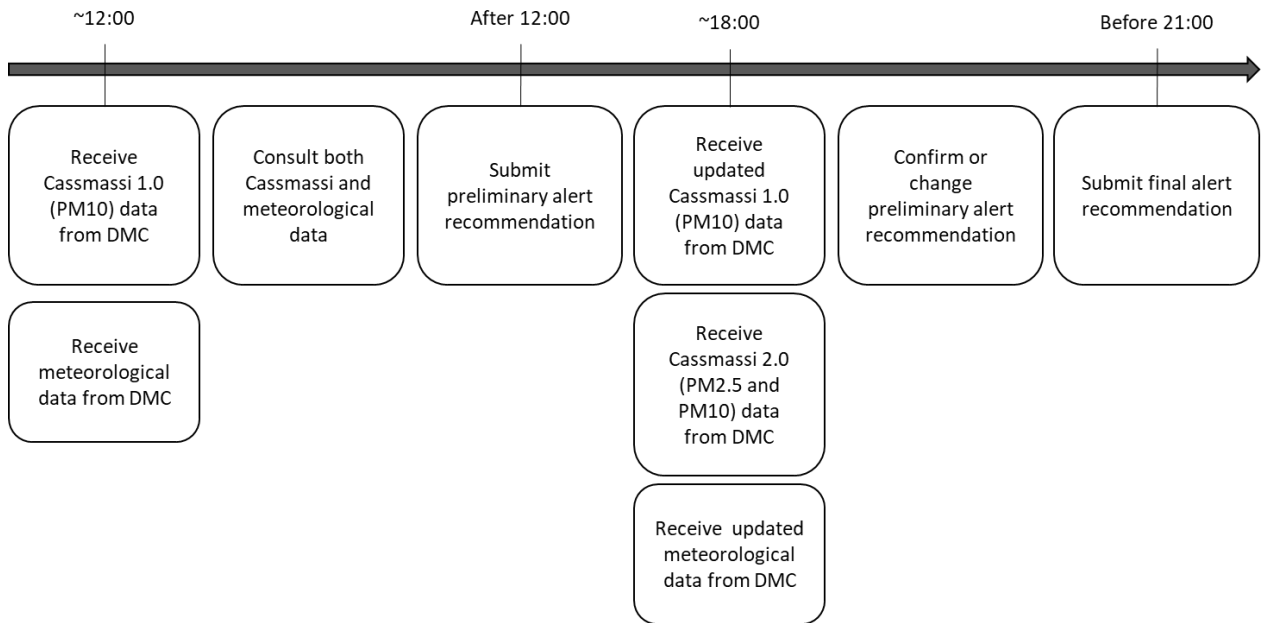 ~12:00
After 12:00
~18:00
Before 21:00
Receive
Cassmassi 1.0
(PM10) data
from DMC
Consult both
Cassmassi and
meteorological
data
Submit
preliminary alert
recommendation
Receive
updated
Cassmassi 1.0
(PM10) data
from DMC
Confirm or
change
preliminary alert
recommendation
Submit final alert
recommendation
Receive
meteorological
data from DMC
Receive
Cassmassi 2.0
(PM2.5 and
PM10) data
from DMC
Receive updated
meteorological
data from DMC